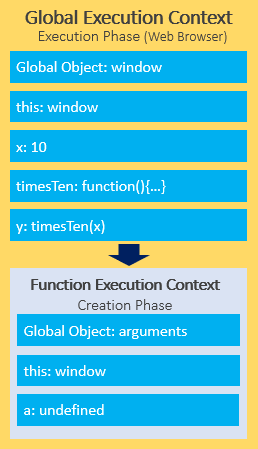 Global Execution Context
Execution Phase (Web Browser)
Global Object: window
this: window
x: 10
timesTen: function(){...}
y: timesTen(x)
Function Execution Context
Creation Phase
Global Object: arguments
this: window
a: undefined